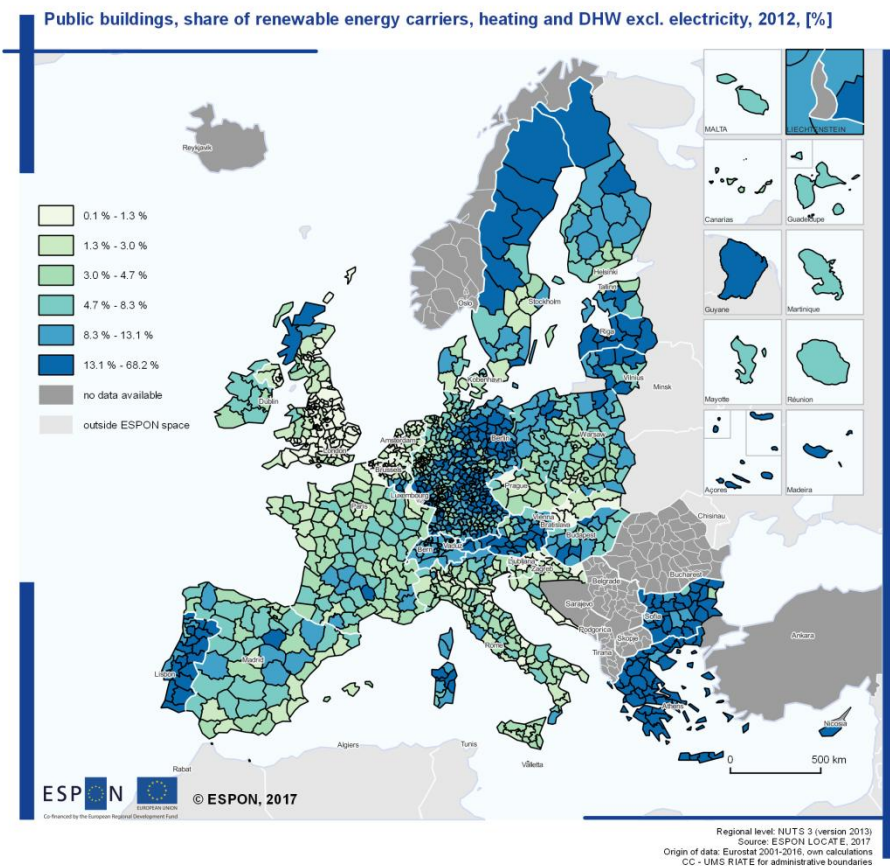 Public buildings, share of renewable energy carriers, heating and DHW excl. electricity, 2012, [%]
MALTA
LIECHTENSTEIN
Reykjavik
Canarias
Guadeloupe
0.1 % - 1.3 %
1.3 % - 3.0 %
3.0 % - 4.7 %
4.7 % - 8.3 %
8.3 % - 13.1 %
13.1 % - 68.2 %
no data available
outside ESPON space
Helsinki
Tallinn
Oslo
Stockholm
Guyane
Martinique
Riga
København
Vilnius
Minsk
Dublin
Mayotte
Réunion
Amsterdam
Berlin
Warsaw
London
Brussels
Luxembourg
Prague
Açores
Madeira
Paris
Vienna
Bratislava
Chisinau
Bern
Vaduz
Budapest
Ljubljana
Zagreb
Belgrade
Bucharest
Sarajevo
Podgorica
Sofia
Skopje
Rome
Tirana
Ankara
Madrid
Lisbon
Athens
Nicosia
Algiers
Tunis
Rabat
Valletta
0 500 km
ESPON
EUROPEAN UNION
© ESPON, 2017
Co-financed by the European Regional Development Fund
Regional level: NUTS 3 (version 2013)
Source: ESPON LOCATE, 2017
Origin of data: Eurostat 2001-2016, own calculations
CC - UMS RIATE for administrative boundaries